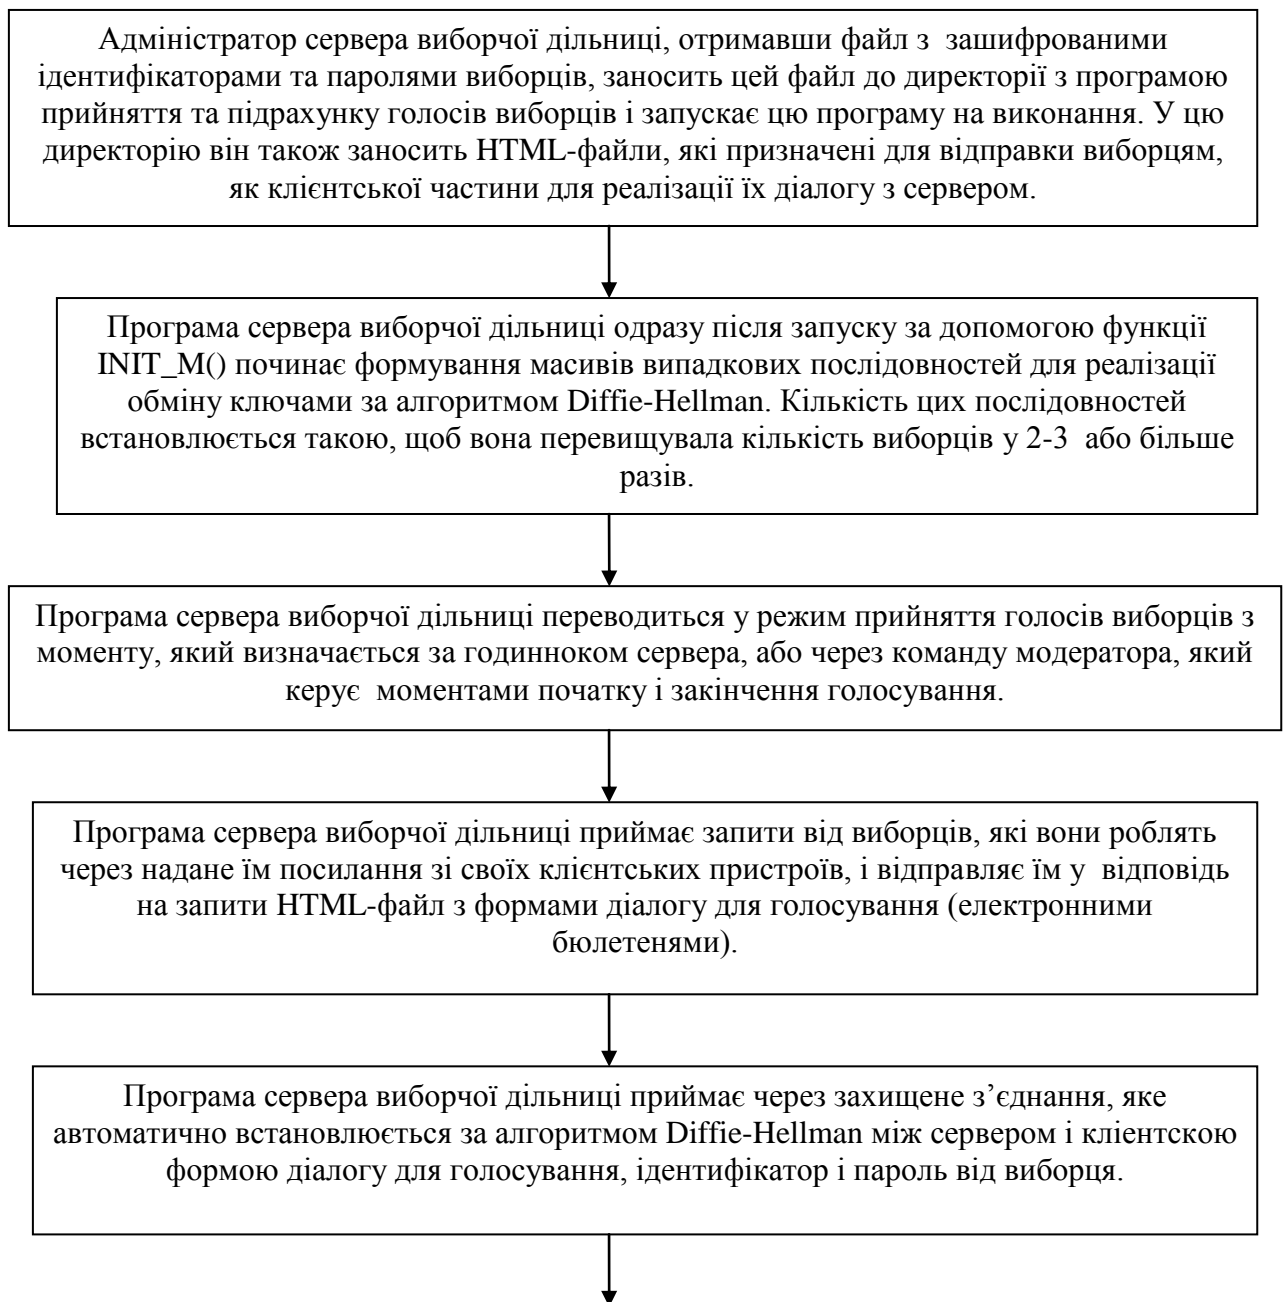 Адміністратор сервера виборчої дільниці, отримавши файл з зашифрованими
ідентифікаторами та паролями виборців, заносить цей файл до директорії з програмою
прийняття та підрахунку голосів виборців і запускає цю програму на виконання. У цю
директорію він також заносить HTML-файли, які призначені для відправки виборцям,
як клієнтської частини для реалізації їх діалогу з сервером.
Програма сервера виборчої дільниці одразу після запуску за допомогою функції
INIT_M() починає формування масивів випадкових послідовностей для реалізації
обміну ключами за алгоритмом Diffie-Hellman. Кількість цих послідовностей
встановлюється такою, щоб вона перевищувала кількість виборців у 2-3 або більше
разів.
Програма сервера виборчої дільниці переводиться у режим прийняття голосів виборців з
моменту, який визначається за годинноком сервера, або через команду модератора, який
керує моментами початку і закінчення голосування.
Програма сервера виборчої дільниці приймає запити від виборців, які вони роблять
через надане їм посилання зі своїх клієнтських пристроїв, і відправляє їм у відповідь
на запити HTML-файл з формами діалогу для голосування (електронними
бюлетенями).
Програма сервера виборчої дільниці приймає через захищене з’єднання, яке
автоматично встановлюється за алгоритмом Diffie-Hellman між сервером і кліентскою
формою діалогу для голосування, ідентифікатор і пароль від виборця.